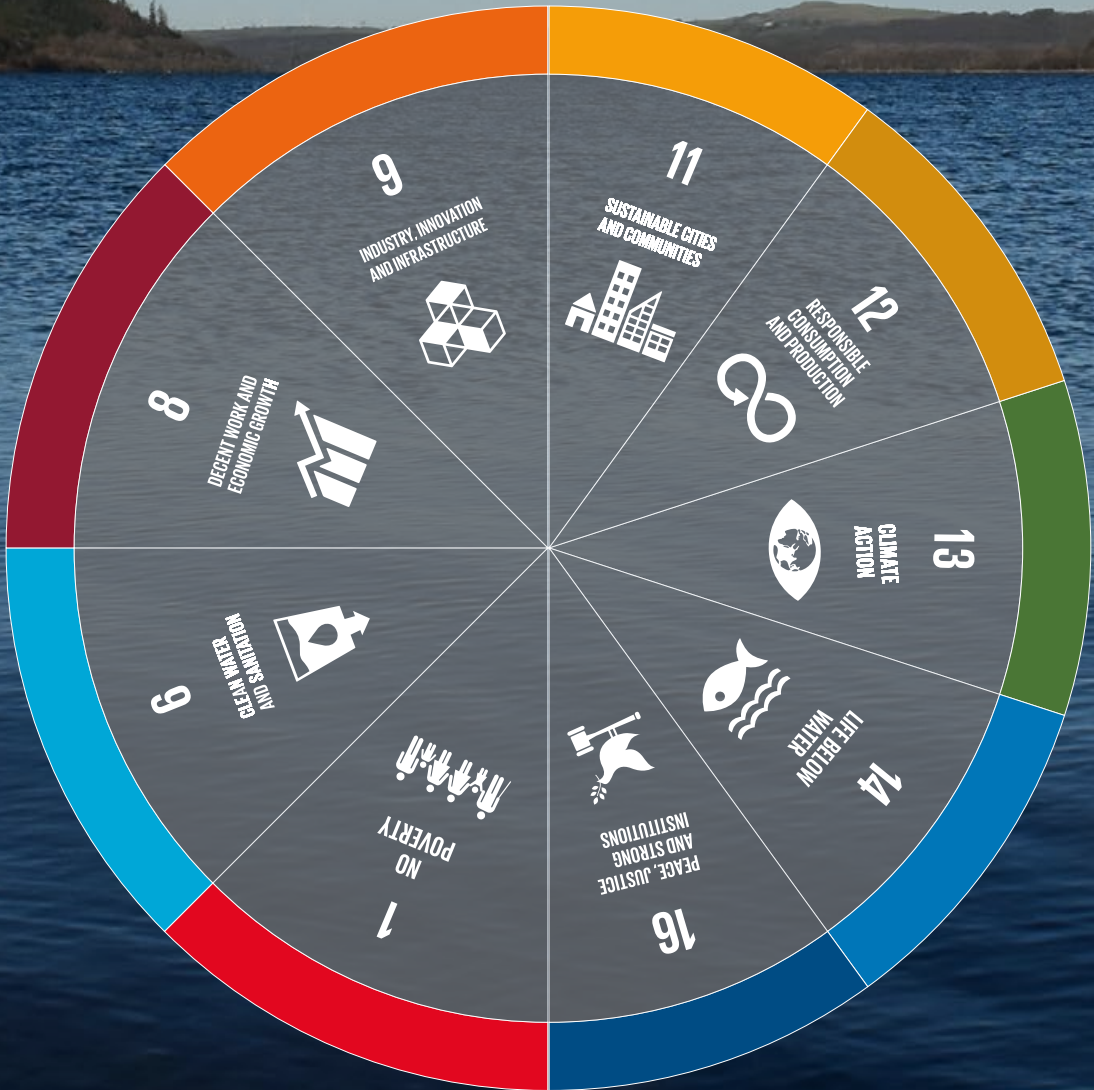 1
NO
POVERTY
6
CLEAN WATER
AND SANITATION
8
DECENT WORK AND
ECONOMIC GROWTH
9
INDUSTRY, INNOVATION
AND INFRASTRUCTURE
11
SUSTAINABLE CITIES
AND COMMUNITIES
12
RESPONSIBLE
CONSUMPTION
AND PRODUCTION
13
CLIMATE
ACTION
14
LIFE BELOW
WATER
16
PEACE, JUSTICE
AND STRONG
INSTITUTIONS